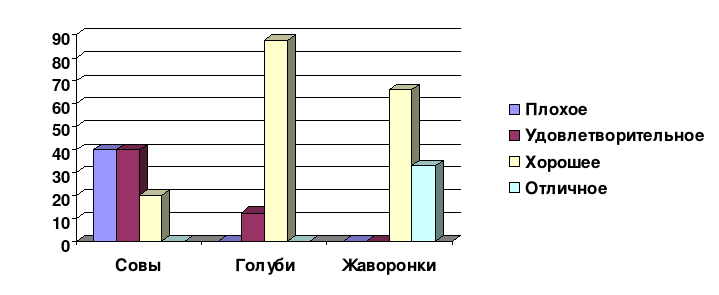 90
80
70
60
50
40
30
20
10
0
Совы
Голуби
Жаворонки
Плохое
Удовлетворительное
Хорошее
Отличное